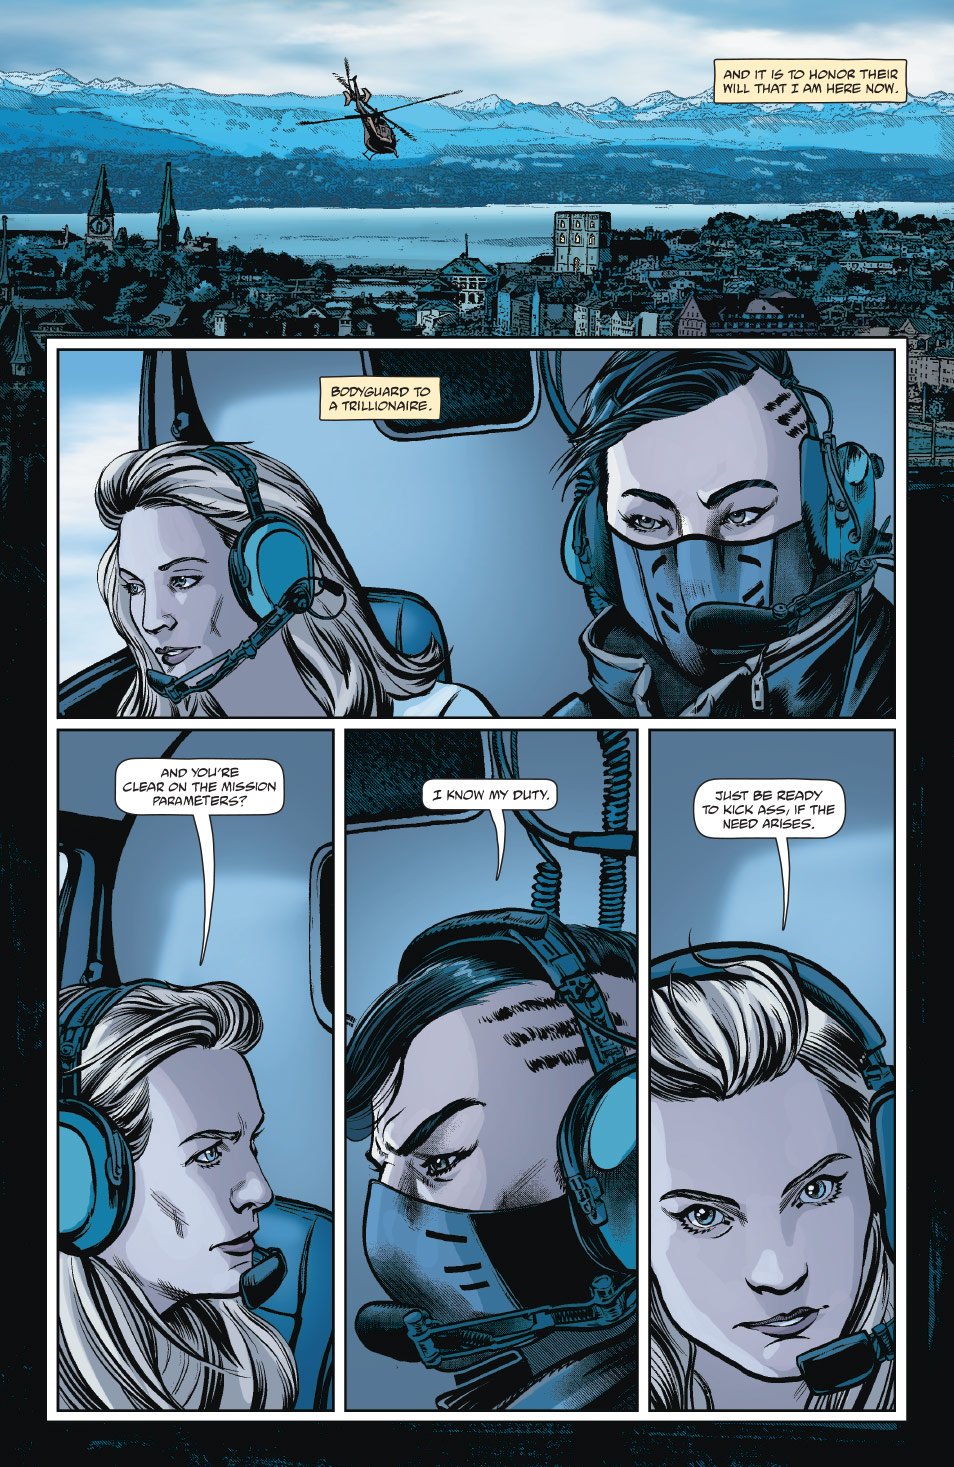 AND IT IS TO HONOR THEIR
WILL THAT I AM HERE NOW.
BODYGUARD TO
A TRILLIONAIRE.
AND YOU'RE
CLEAR ON THE MISSION
PARAMETERS?
I KNOW MY DUTY.
JUST BE READY
TO KICK ASS, IF THE
NEED ARISES.